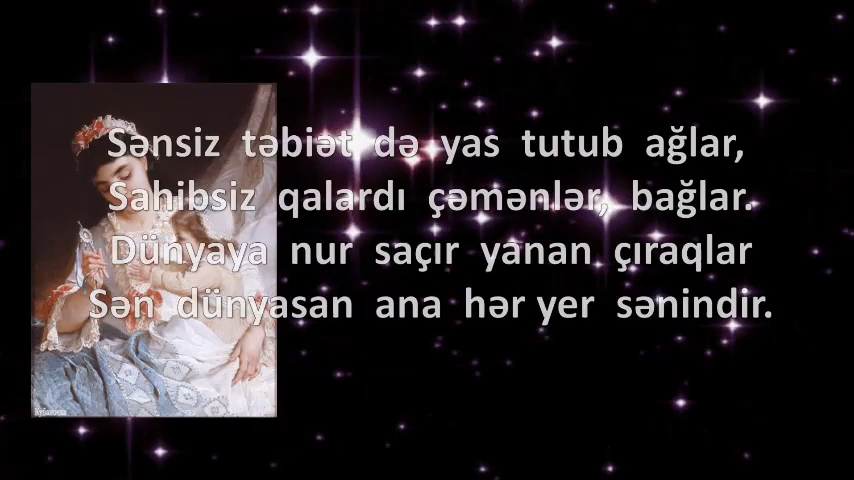 Sənsiz təbiət də yas tutub ağlar,
Sahibsiz qalardı çəmənlər, bağlar.
Dünyaya nur saçır yanan çıraqlar
Sən dünyasan ana hər yer sənindir.